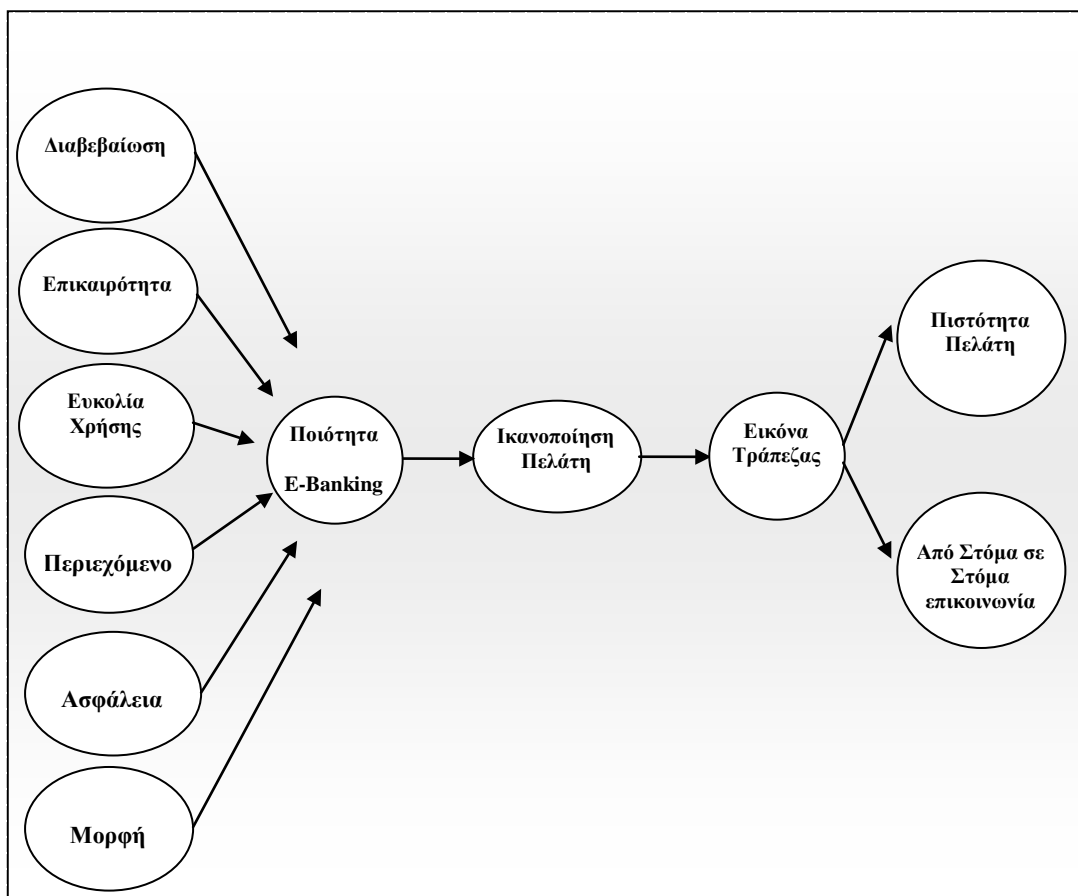 Διαβεβαίωση
Επικαιρότητα
Ευκολία
Χρήσης
Περιεχόμενο
Ασφάλεια
Μορφή
Ποιότητα
E-Banking
Ικανοποίηση
Πελάτη
Εικόνα
Τράπεζας
Πιστότητα
Πελάτη
Από Στόμα σε
Στόμα
επικοινωνία